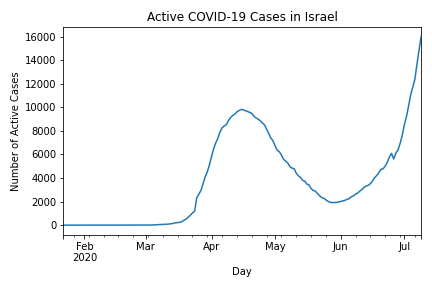 Active COVID-19 Cases in Israel
Number of Active Cases
16000
14000
12000
10000
8000
6000
4000
2000
0
Feb Mar Apr May Jun Jul
2020
Day